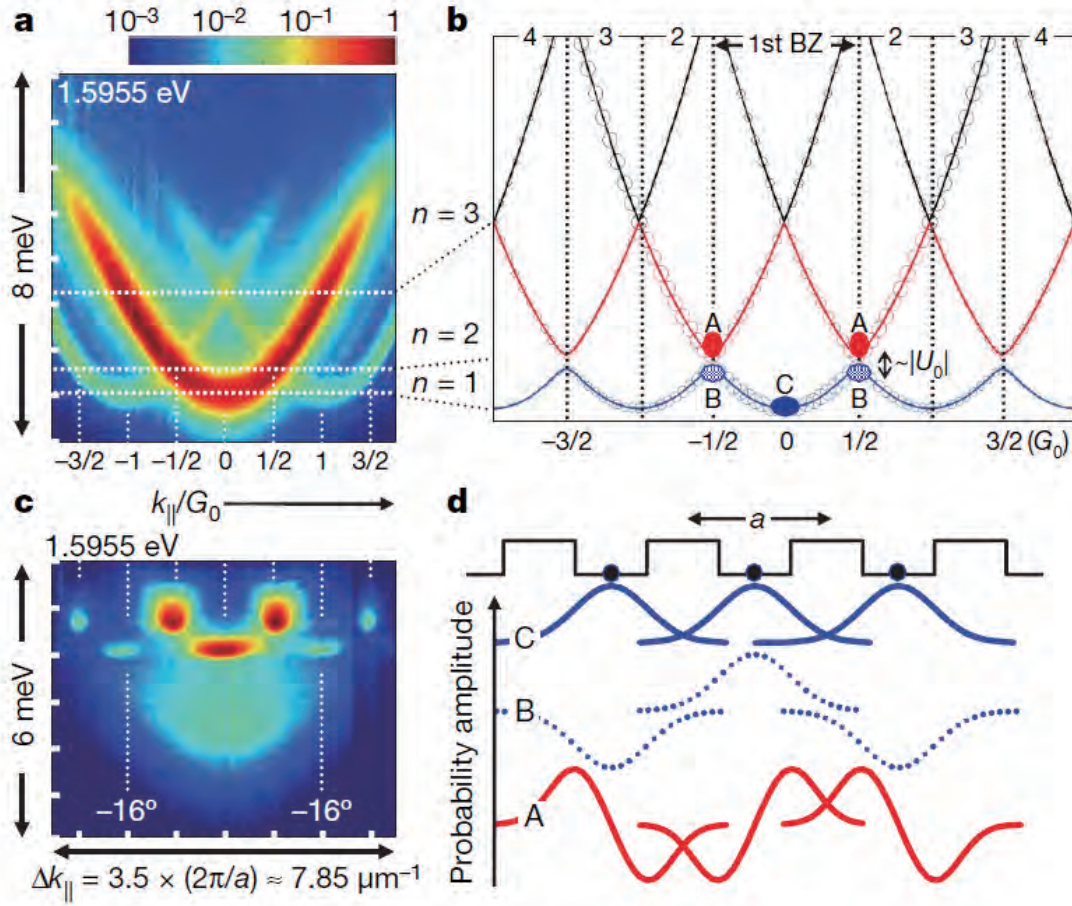 a
10⁻³ 10⁻² 10⁻¹ 1
1.5955 eV
8 meV
n = 3
n = 2
n = 1
−3/2 −1 −1/2 0 1/2 1 3/2
k||/G₀
b
4 3 2 1st BZ 2 3 4
A A
~|U₀|
B C B
−3/2 −1/2 0 1/2 3/2 (G₀)
c
1.5955 eV
6 meV
−16º −16º
Δk|| = 3.5 × (2π/a) ≈ 7.85 μm⁻¹
d
a
Probability amplitude
C
B
A